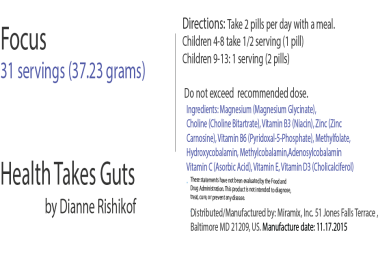 Focus
31 servings (37.23 grams)
Health Takes Guts
by Dianne Rishikof
Directions: Take 2 pills per day with a meal.
Children 4-8 take 1/2 serving (1 pill)
Children 9-13: 1 serving (2 pills)
Do not exceed recommended dose.
Ingredients: Magnesium (Magnesium Glycinate),
Choline (Choline Bitartrate), Vitamin B3 (Niacin), Zinc (Zinc
Carnosine), Vitamin B6 (Pyridoxal-5-Phosphate), Methylfolate,
Hydroxycobalamin, Methylcobalamin,Adenosylcobalamin
Vitamin C (Ascorbic Acid), Vitamin E, Vitamin D3 (Cholicalciferol)
These statements have not been evaluated by the Food and
Drug Administration. This product is not intended to diagnose,
treat, cure, or prevent any disease.
Distributed/Manufactured by: Miramix, Inc. 51 Jones Falls Terrace ,
Baltimore MD 21209, US. Manufacture date: 11.17.2015